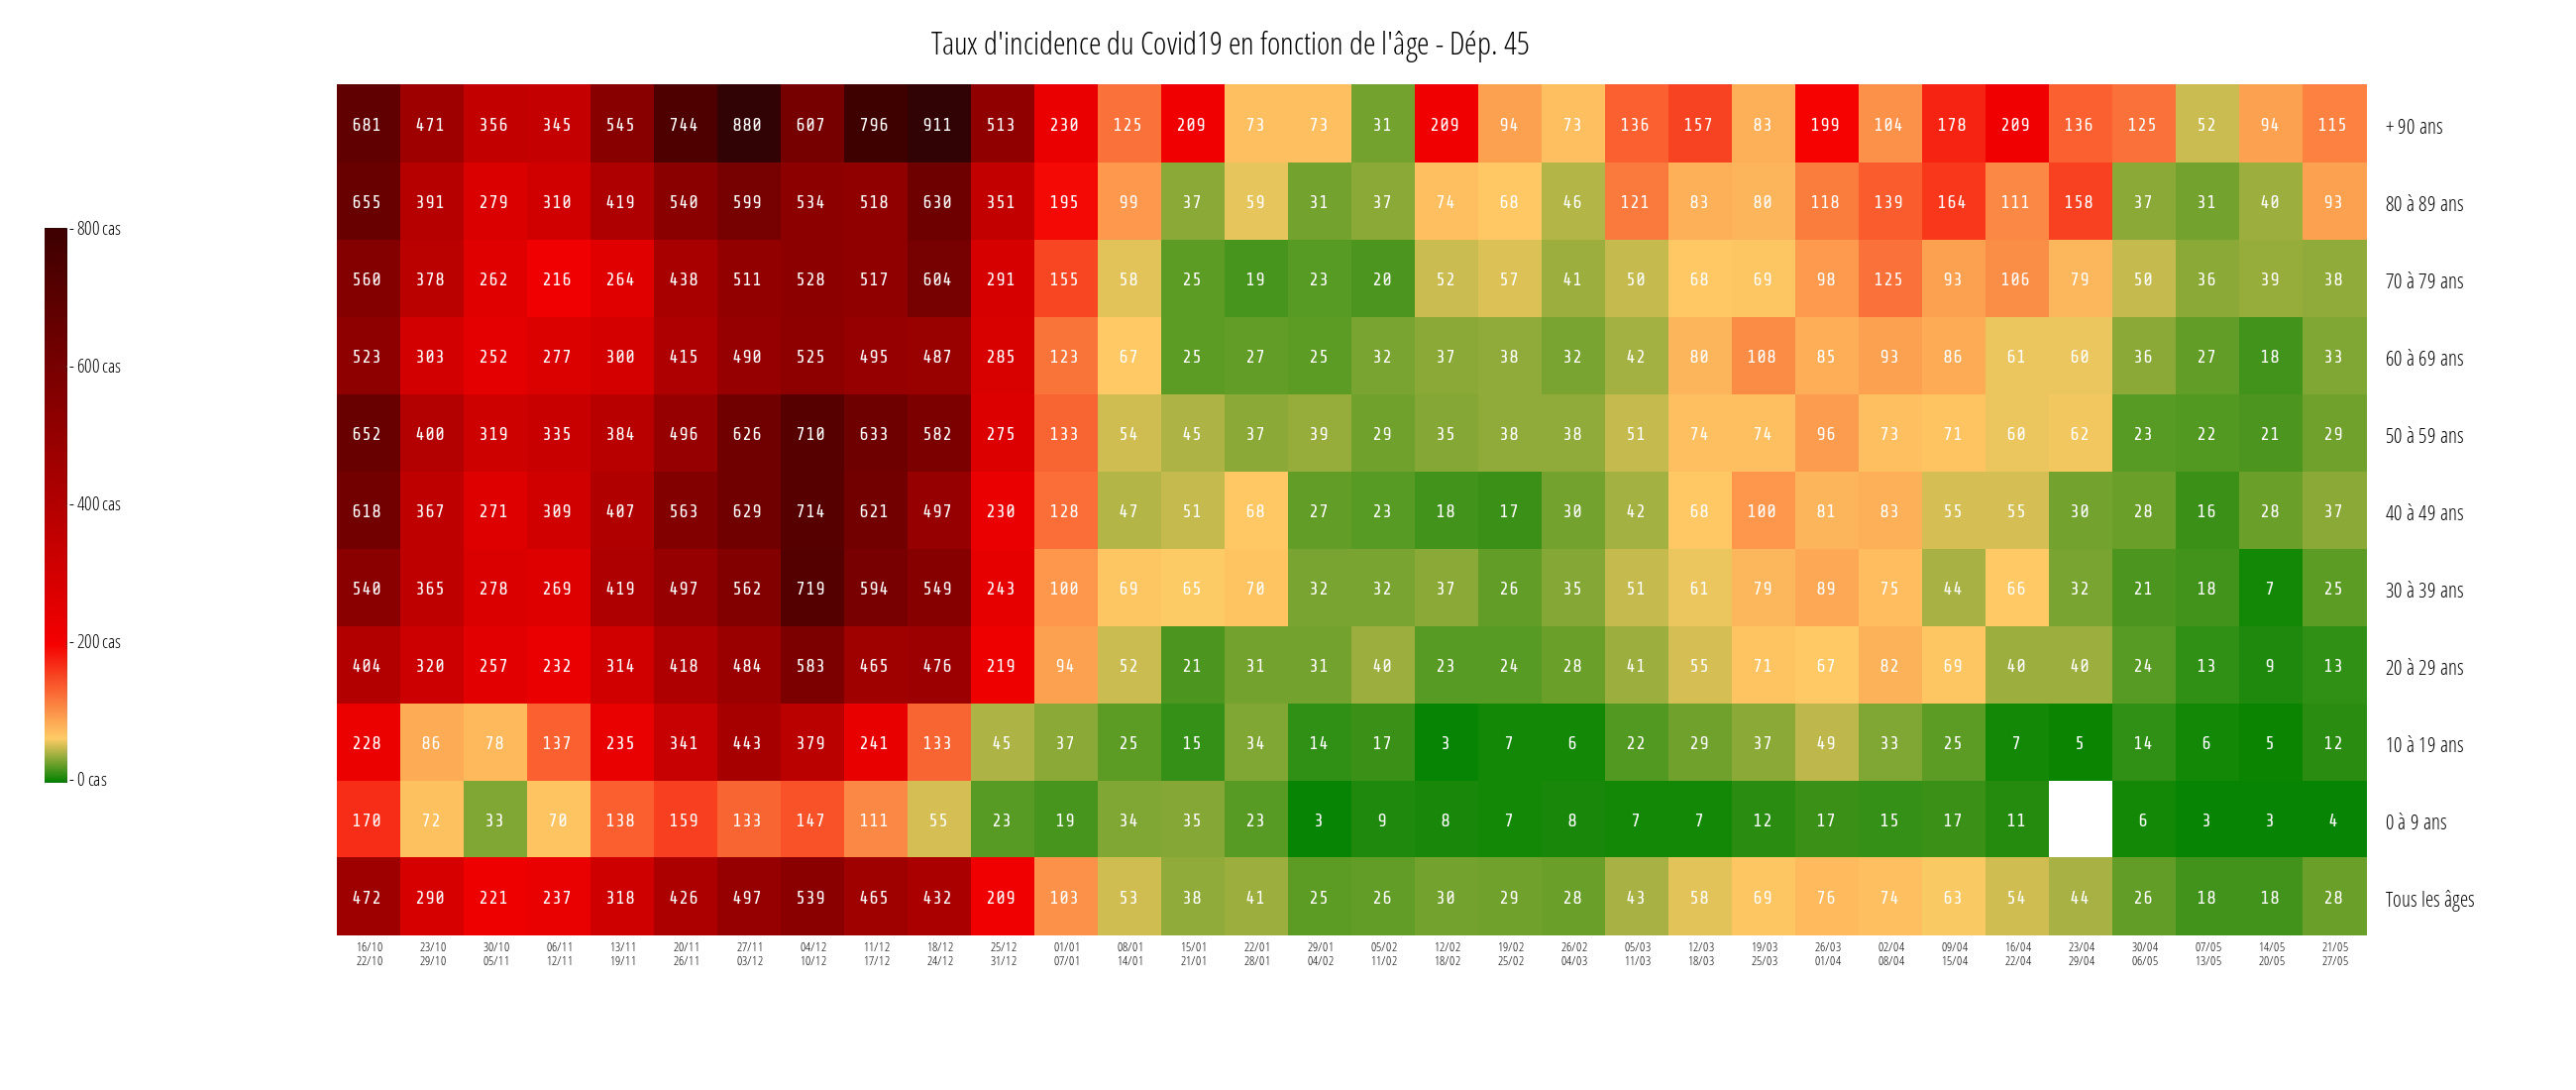 Taux d'incidence du Covid19 en fonction de l'âge - Dép. 45
681 471 356 345 545 744 880 607 796 911 513 230 125 209 73 73 31 209 94 73 136 157 83 199 104 178 209 136 125 52 94 115 + 90 ans
655 391 279 310 419 540 599 534 518 630 351 195 99 37 59 31 37 74 68 46 121 83 80 118 139 164 111 158 37 31 40 93 80 à 89 ans
- 800 cas
560 378 262 216 264 438 511 528 517 604 291 155 58 25 19 23 20 52 57 41 50 68 69 98 125 93 106 79 50 36 39 38 70 à 79 ans
523 303 252 277 300 415 490 525 495 487 285 123 67 25 27 25 32 37 38 32 42 80 108 85 93 86 61 60 36 27 18 33 60 à 69 ans
- 600 cas
652 400 319 335 384 496 626 710 633 582 275 133 54 45 37 39 29 35 38 38 51 74 74 96 73 71 60 62 23 22 21 29 50 à 59 ans
- 400 cas
618 367 271 309 407 563 629 714 621 497 230 128 47 51 68 27 23 18 17 30 42 68 100 81 83 55 55 30 28 16 28 37 40 à 49 ans
540 365 278 269 419 497 562 719 594 549 243 100 69 65 70 32 32 37 26 35 51 61 79 89 75 44 66 32 21 18 7 25 30 à 39 ans
- 200 cas
404 320 257 232 314 418 484 583 465 476 219 94 52 21 31 31 40 23 24 28 41 55 71 67 82 69 40 40 24 13 9 13 20 à 29 ans
228 86 78 137 235 341 443 379 241 133 45 37 25 15 34 14 17 3 7 6 22 29 37 49 33 25 7 5 14 6 5 12 10 à 19 ans
- 0 cas
170 72 33 70 138 159 133 147 111 55 23 19 34 35 23 3 9 8 7 8 7 7 12 17 15 17 11 6 3 3 4 0 à 9 ans
472 290 221 237 318 426 497 539 465 432 209 103 53 38 41 25 26 30 29 28 43 58 69 76 74 63 54 44 26 18 18 28 Tous les âges
16/10 23/10 30/10 06/11 13/11 20/11 27/11 04/12 11/12 18/12 25/12 01/01 08/01 15/01 22/01 29/01 05/02 12/02 19/02 26/02 05/03 12/03 19/03 26/03 02/04 09/04 16/04 23/04 30/04 07/05 14/05 21/05
22/10 29/10 05/11 12/11 19/11 26/11 03/12 10/12 17/12 24/12 31/12 07/01 14/01 21/01 28/01 04/02 11/02 18/02 25/02 04/03 11/03 18/03 25/03 01/04 08/04 15/04 22/04 29/04 06/05 13/05 20/05 27/05